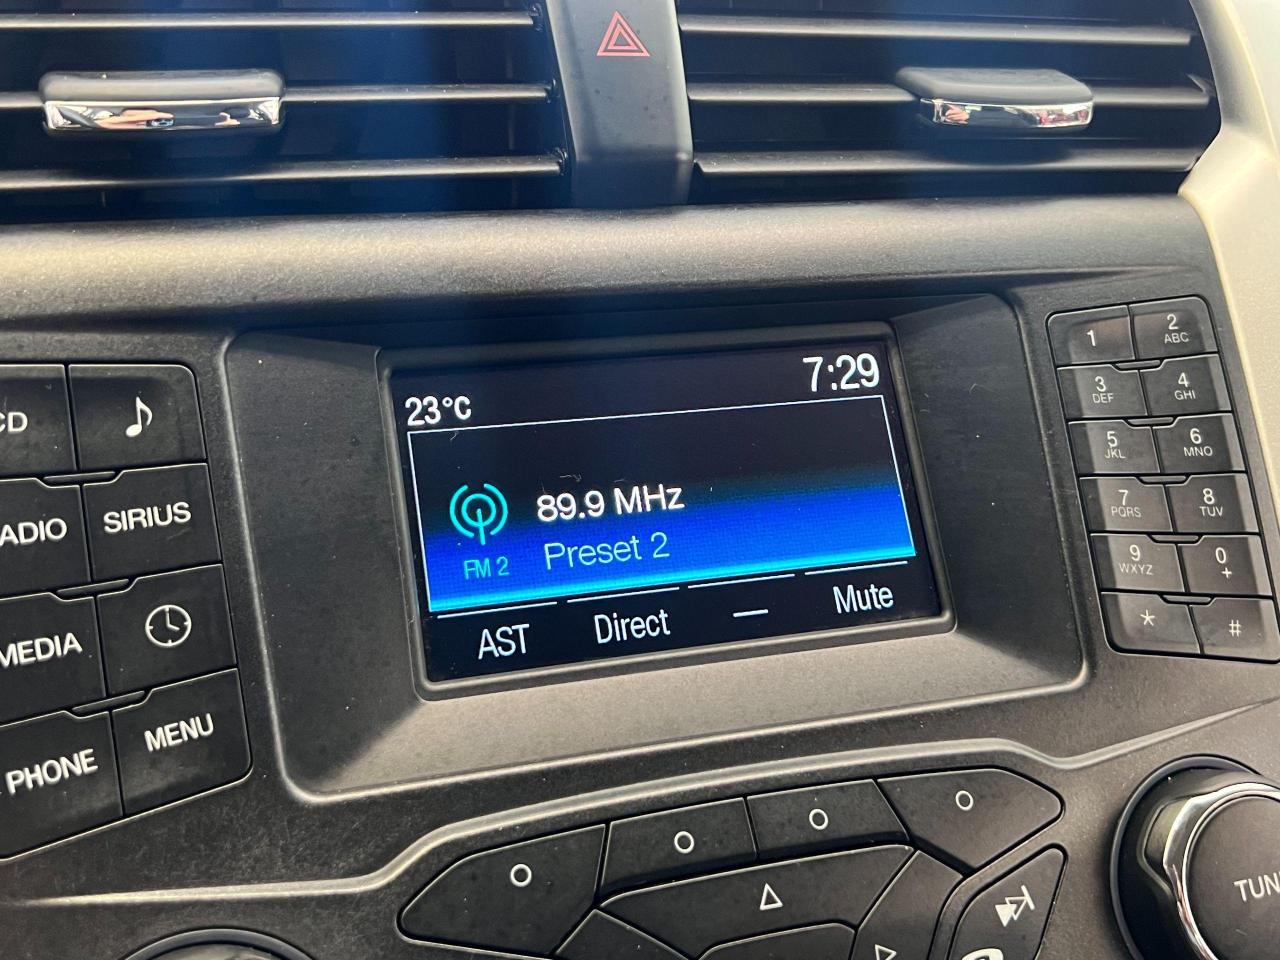 7:29
23°C
89.9 MHz
FM 2 Preset 2
AST Direct — Mute
CD
RADIO SIRIUS
MEDIA
PHONE MENU
1 2 ABC
3 DEF 4 GHI
5 JKL 6 MNO
7 PQRS 8 TUV
9 WXYZ 0 +
* #
TUN